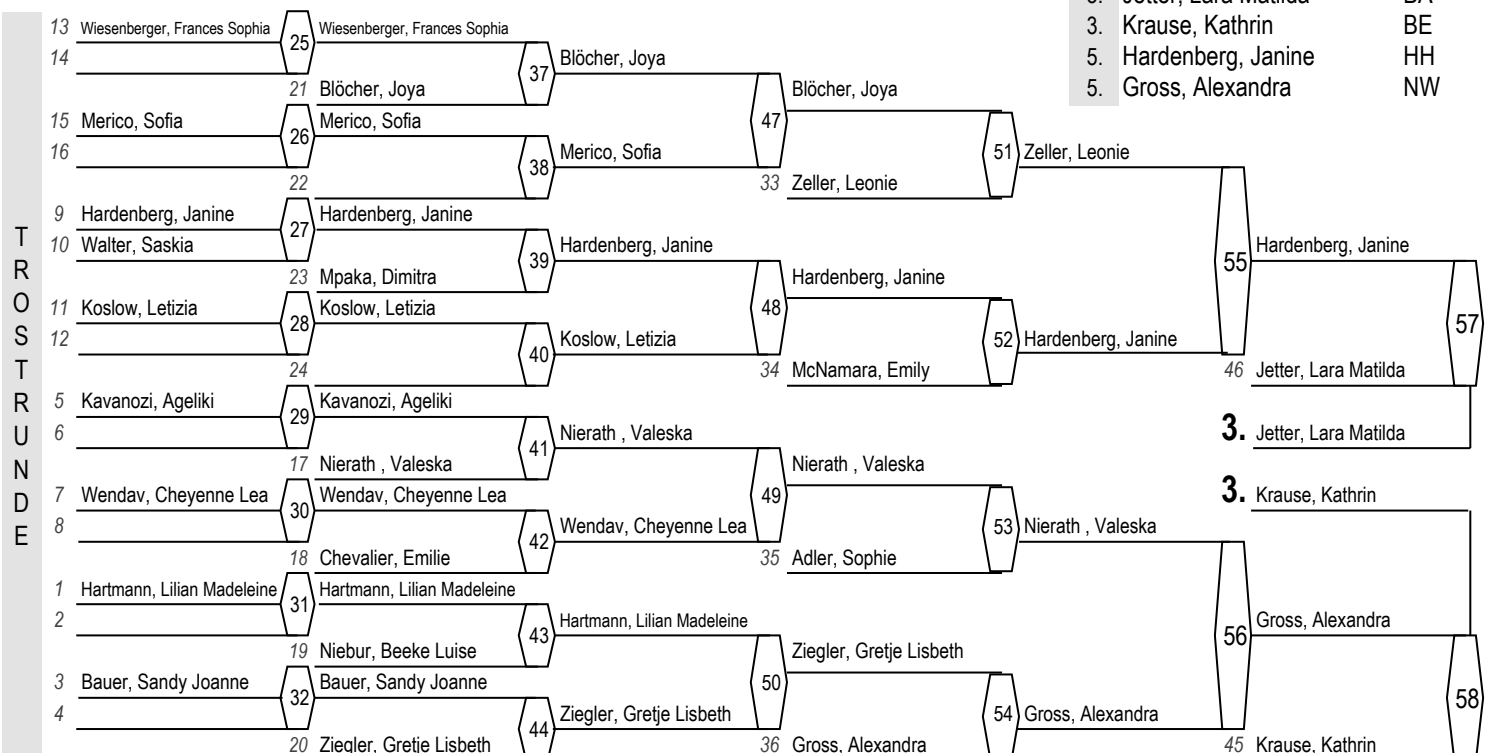 3. Jetter, Lara Matilda BA
3. Krause, Kathrin BE
5. Hardenberg, Janine HH
5. Gross, Alexandra NW
TROSTRUNDE
13 Wiesenberger, Frances Sophia 25 Wiesenberger, Frances Sophia
14 37 Blöcher, Joya
21 Blöcher, Joya 47 Blöcher, Joya
15 Merico, Sofia 26 Merico, Sofia
16 38 Merico, Sofia 51 Zeller, Leonie
22 33 Zeller, Leonie
9 Hardenberg, Janine 27 Hardenberg, Janine
10 Walter, Saskia 39 Hardenberg, Janine 55 Hardenberg, Janine
23 Mpaka, Dimitra Hardenberg, Janine
11 Koslow, Letizia 28 Koslow, Letizia 48 57
12 40 Koslow, Letizia 52 Hardenberg, Janine
24 34 McNamara, Emily 46 Jetter, Lara Matilda
5 Kavanozi, Ageliki 29 Kavanozi, Ageliki
6 41 Nierath , Valeska 3. Jetter, Lara Matilda
17 Nierath , Valeska Nierath , Valeska
7 Wendav, Cheyenne Lea 30 Wendav, Cheyenne Lea 49 3. Krause, Kathrin
8 42 Wendav, Cheyenne Lea 53 Nierath , Valeska
18 Chevalier, Emilie 35 Adler, Sophie
1 Hartmann, Lilian Madeleine 31 Hartmann, Lilian Madeleine
2 43 Hartmann, Lilian Madeleine 56 Gross, Alexandra
19 Niebur, Beeke Luise Ziegler, Gretje Lisbeth
3 Bauer, Sandy Joanne 32 Bauer, Sandy Joanne 50 58
4 44 Ziegler, Gretje Lisbeth 54 Gross, Alexandra
20 Ziegler, Gretje Lisbeth 36 Gross, Alexandra 45 Krause, Kathrin